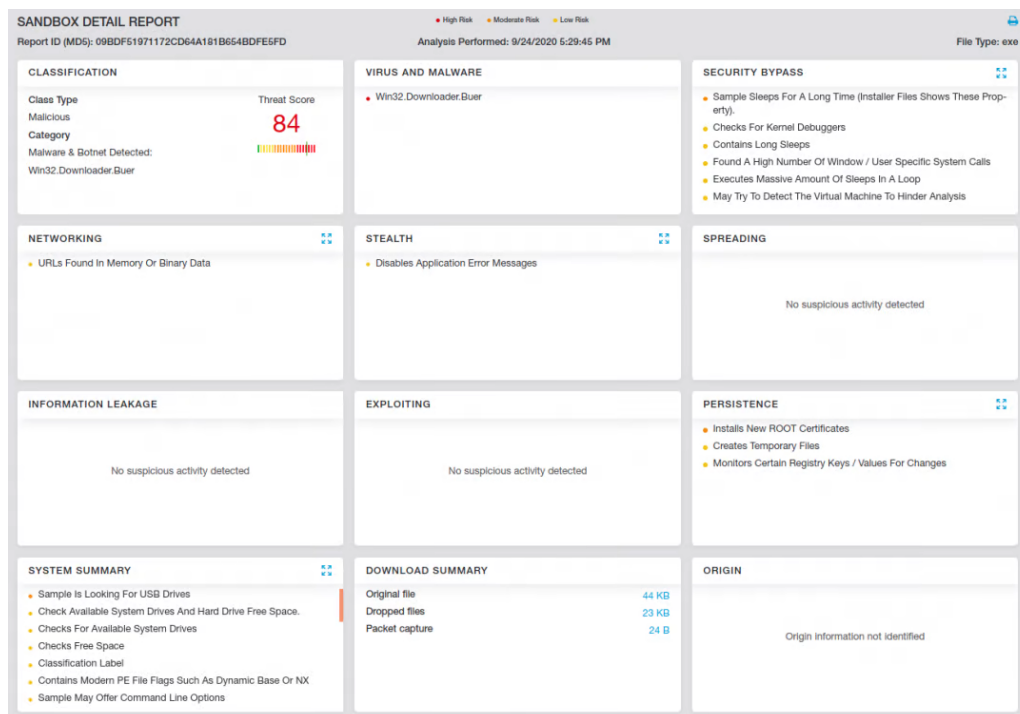 SANDBOX DETAIL REPORT
High Risk Moderate Risk Low Risk
Report ID (MD5): 09BDF51971172CD64A181B654BDFE5FD
Analysis Performed: 9/24/2020 5:29:45 PM
File Type: exe
CLASSIFICATION
Class Type
Threat Score
Malicious
84
Category
Malware & Botnet Detected:
Win32.Downloader.Buer
VIRUS AND MALWARE
Win32.Downloader.Buer
SECURITY BYPASS
Sample Sleeps For A Long Time (Installer Files Shows These Prop-
erty).
Checks For Kernel Debuggers
Contains Long Sleeps
Found A High Number Of Window / User Specific System Calls
Executes Massive Amount Of Sleeps In A Loop
May Try To Detect The Virtual Machine To Hinder Analysis
NETWORKING
URLs Found In Memory Or Binary Data
STEALTH
Disables Application Error Messages
SPREADING
No suspicious activity detected
INFORMATION LEAKAGE
No suspicious activity detected
EXPLOITING
No suspicious activity detected
PERSISTENCE
Installs New ROOT Certificates
Creates Temporary Files
Monitors Certain Registry Keys / Values For Changes
SYSTEM SUMMARY
Sample Is Looking For USB Drives
Check Available System Drives And Hard Drive Free Space.
Checks For Available System Drives
Checks Free Space
Classification Label
Contains Modern PE File Flags Such As Dynamic Base Or NX
Sample May Offer Command Line Options
DOWNLOAD SUMMARY
Original file 44 KB
Dropped files 23 KB
Packet capture 24 B
ORIGIN
Origin information not identified